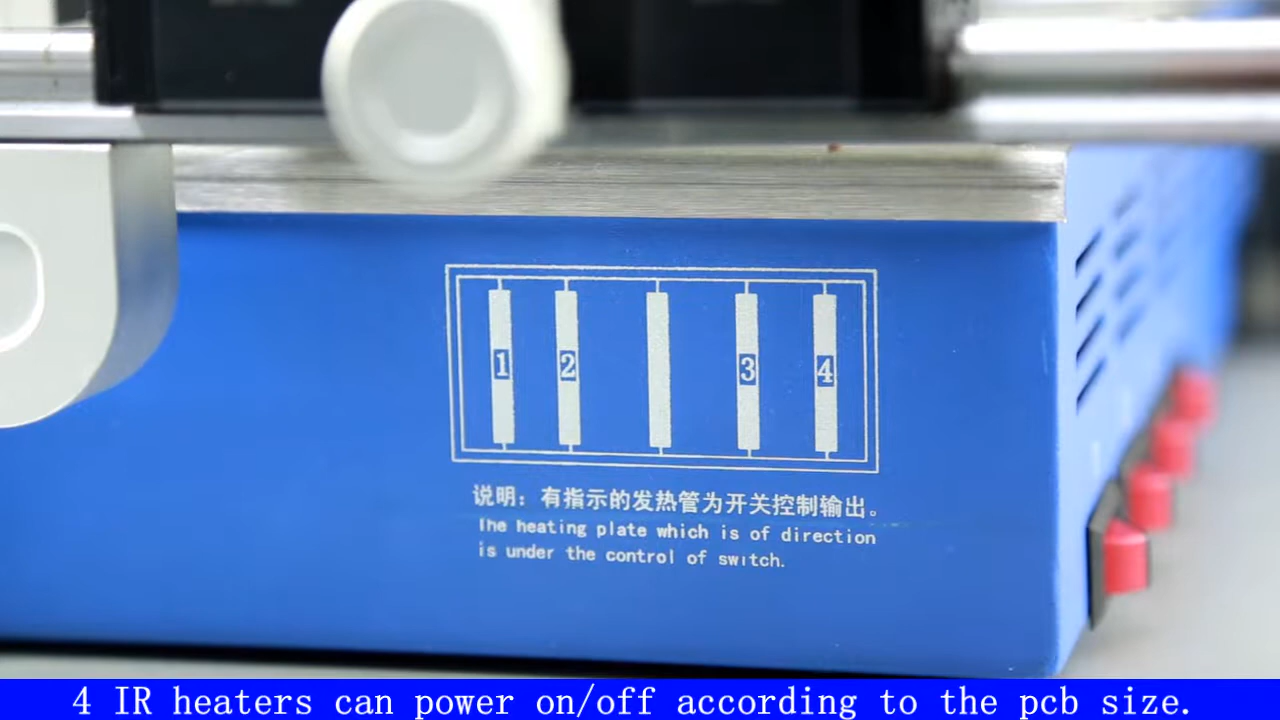 1 2 3 4
说明：有指示的发热管为开关控制输出。
The heating plate which is of direction
is under the control of switch.
4 IR heaters can power on/off according to the pcb size.